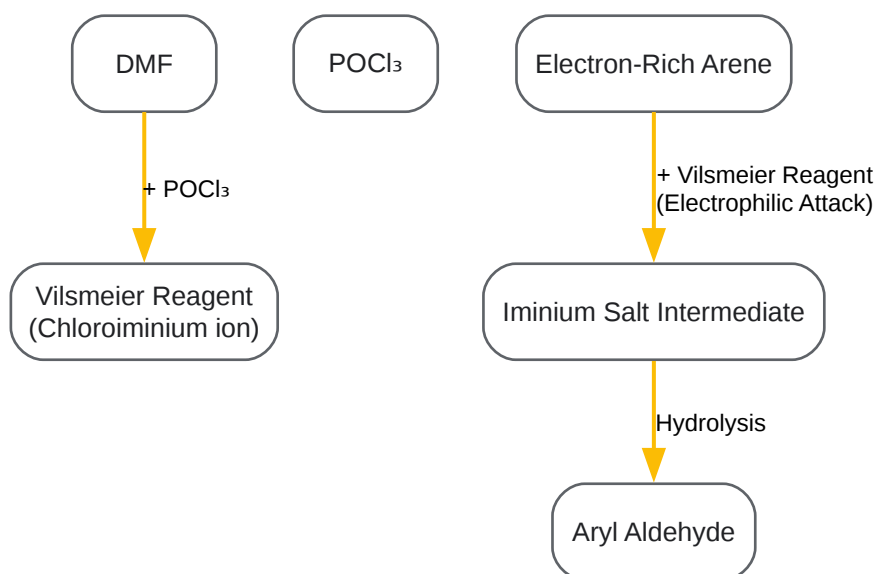 DMF
POCl₃
Electron-Rich Arene
+ POCl₃
+ Vilsmeier Reagent
(Electrophilic Attack)
Vilsmeier Reagent
(Chloroiminium ion)
Iminium Salt Intermediate
Hydrolysis
Aryl Aldehyde